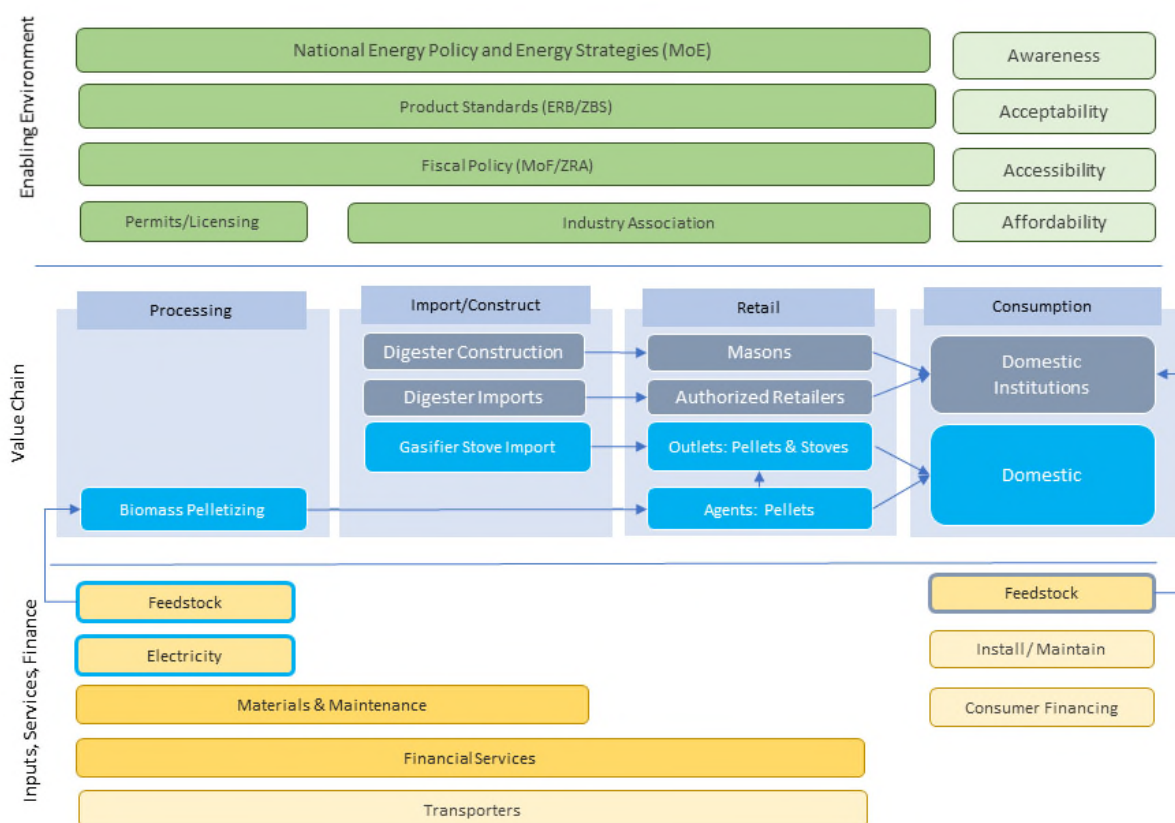 Enabling Environment
National Energy Policy and Energy Strategies (MoE)
Awareness
Product Standards (ERB/ZBS)
Acceptability
Fiscal Policy (MoF/ZRA)
Accessibility
Permits/Licensing
Industry Association
Affordability
Value Chain
Processing
Import/Construct
Retail
Consumption
Digester Construction
Masons
Domestic
Institutions
Digester Imports
Authorized Retailers
Gasifier Stove Import
Outlets: Pellets & Stoves
Domestic
Biomass Pelletizing
Agents: Pellets
Inputs, Services, Finance
Feedstock
Feedstock
Electricity
Install / Maintain
Materials & Maintenance
Consumer Financing
Financial Services
Transporters